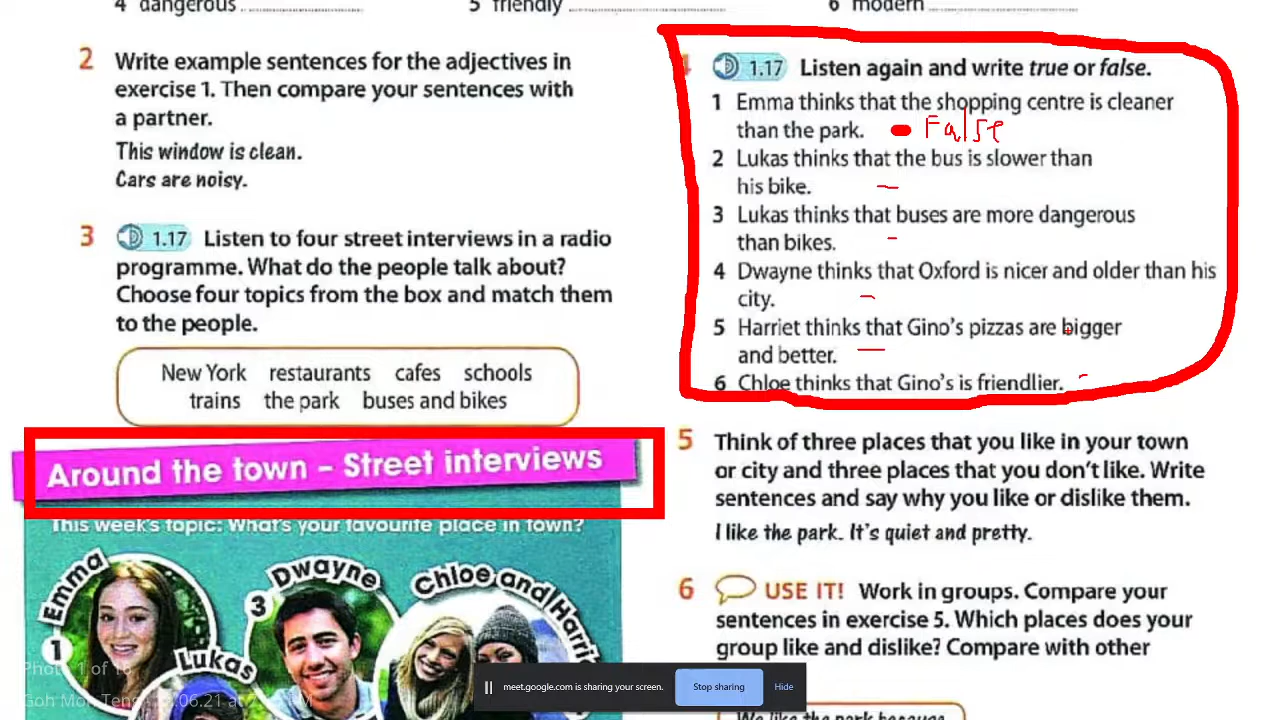 4 dangerous
5 friendly
6 modern
2 Write example sentences for the adjectives in
exercise 1. Then compare your sentences with
a partner.
This window is clean.
Cars are noisy.
3 1.17 Listen to four street interviews in a radio
programme. What do the people talk about?
Choose four topics from the box and match them
to the people.
New York restaurants cafes schools
trains the park buses and bikes
Around the town – Street interviews
This week's topic: What's your favourite place in town?
Emma
1
Lukas
Dwayne
3
Chloe and Harri
4 1.17 Listen again and write true or false.
1 Emma thinks that the shopping centre is cleaner
than the park. False
2 Lukas thinks that the bus is slower than
his bike.
3 Lukas thinks that buses are more dangerous
than bikes.
4 Dwayne thinks that Oxford is nicer and older than his
city.
5 Harriet thinks that Gino's pizzas are bigger
and better.
6 Chloe thinks that Gino's is friendlier.
5 Think of three places that you like in your town
or city and three places that you don't like. Write
sentences and say why you like or dislike them.
I like the park. It's quiet and pretty.
6 USE IT! Work in groups. Compare your
sentences in exercise 5. Which places does your
group like and dislike? Compare with other
We like the park because
Photo 1 of 16
meet.google.com is sharing your screen.
Stop sharing
Hide